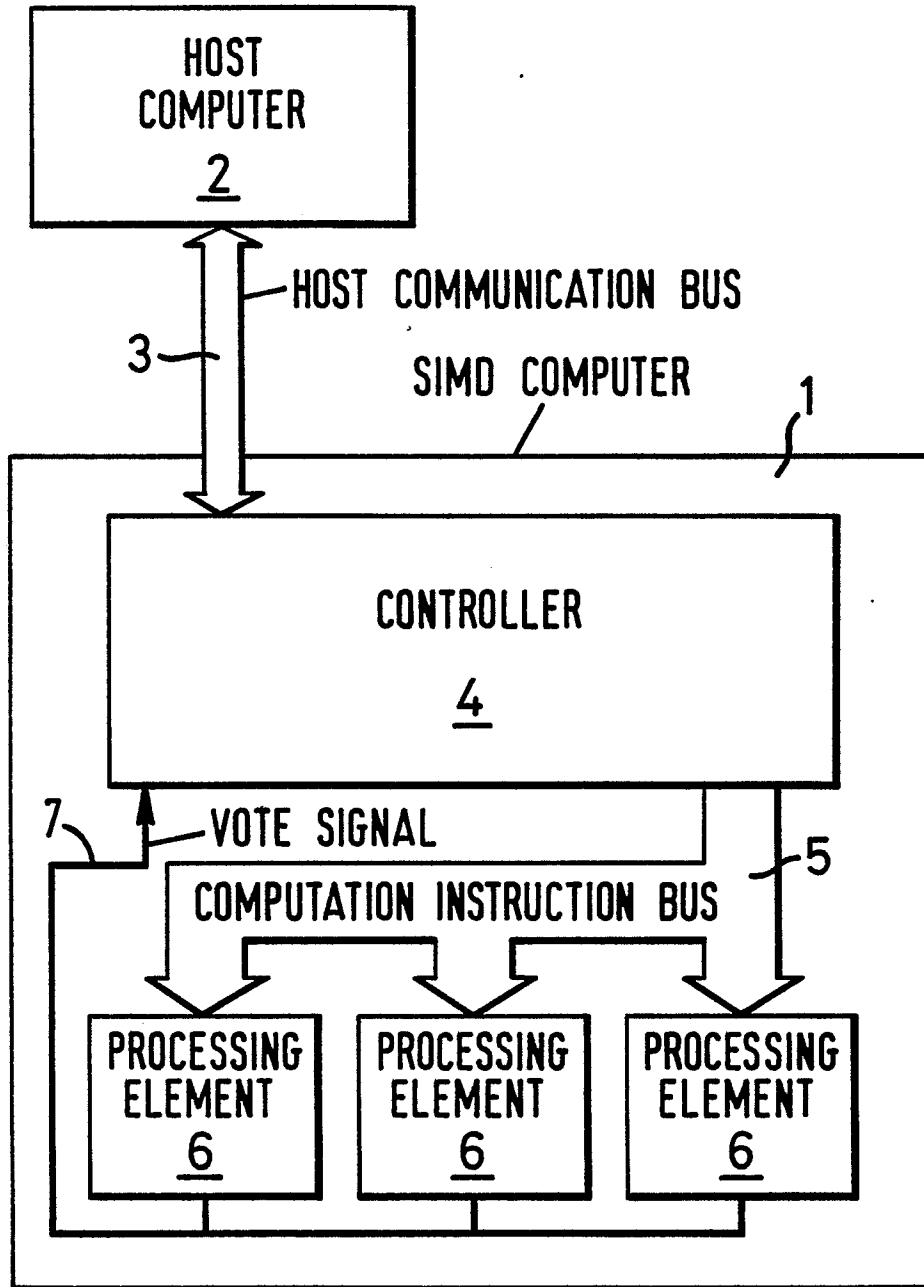 HOST
COMPUTER
2
HOST COMMUNICATION BUS
3
SIMD COMPUTER
1
CONTROLLER
4
7
VOTE SIGNAL
5
COMPUTATION INSTRUCTION BUS
PROCESSING
ELEMENT
6
PROCESSING
ELEMENT
6
PROCESSING
ELEMENT
6